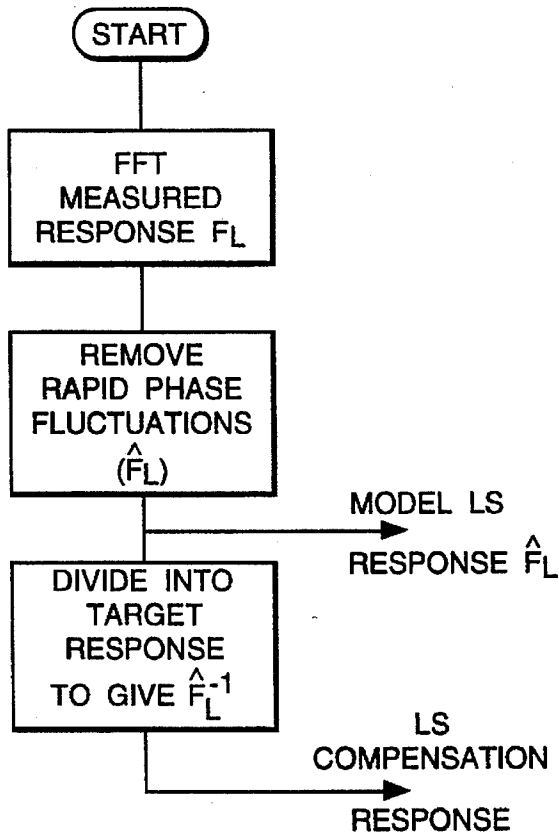 START
FFT
MEASURED
RESPONSE F_L
REMOVE
RAPID PHASE
FLUCTUATIONS
(F̂_L)
MODEL LS
RESPONSE F̂_L
DIVIDE INTO
TARGET
RESPONSE
TO GIVE F̂_L^-1
LS
COMPENSATION
RESPONSE